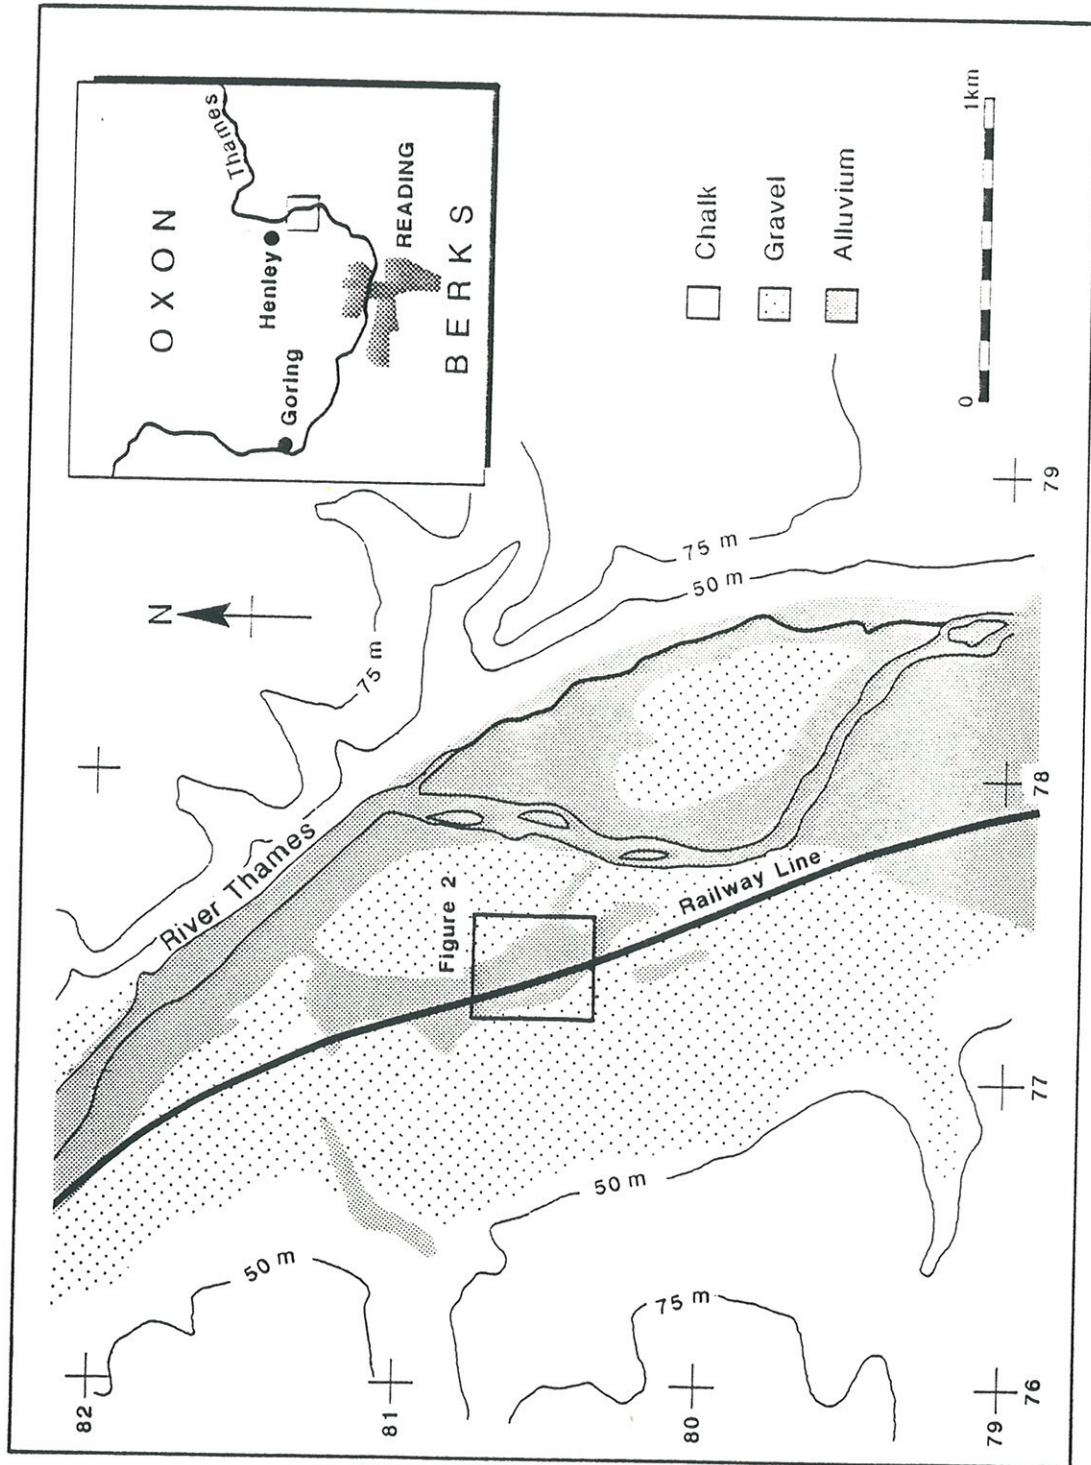 OXON
Thames
Henley
Goring
READING
BERKS
N
75 m
River Thames
Figure 2
Railway Line
75 m
50 m
50 m
50 m
75 m
Chalk
Gravel
Alluvium
0
1km
82
81
80
79
76
77
78
79